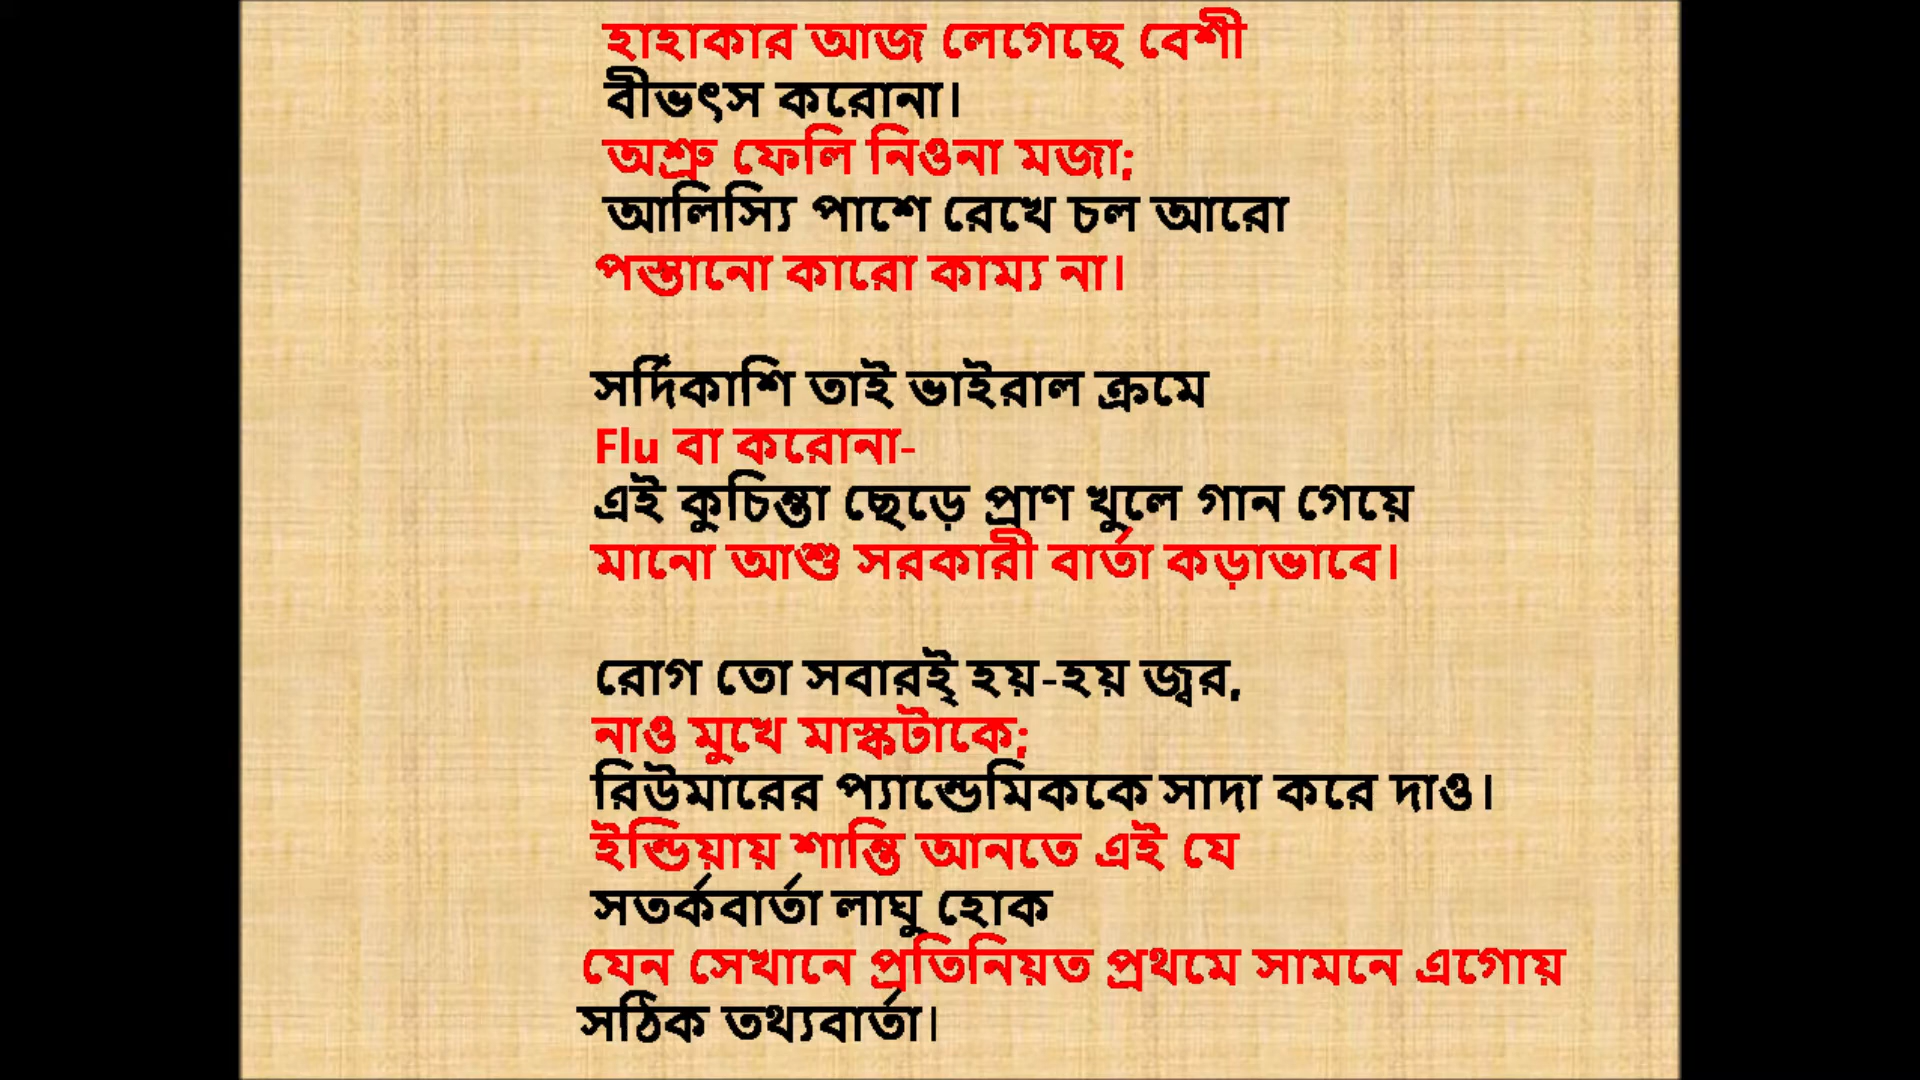 হাহাকার আজ লেগেছে বেশী
বীভৎস করোনা।
অশ্রু ফেলি নিওনা মজা;
আলিস্যি পাশে রেখে চল আরো
পস্তানো কারো কাম্য না।
সর্দিকাশি তাই ভাইরাল ক্রমে
Flu বা করোনা-
এই কুচিন্তা ছেড়ে প্রাণ খুলে গান গেয়ে
মানো আশু সরকারী বার্তা কড়াভাবে।
রোগ তো সবারই্ হয়-হয় জ্বর,
নাও মুখে মাস্কটাকে;
রিউমারের প্যান্ডেমিককে সাদা করে দাও।
ইন্ডিয়ায় শান্তি আনতে এই যে
সতর্কবার্তা লাঘু হোক
যেন সেখানে প্রতিনিয়ত প্রথমে সামনে এগোয়
সঠিক তথ্যবার্তা।